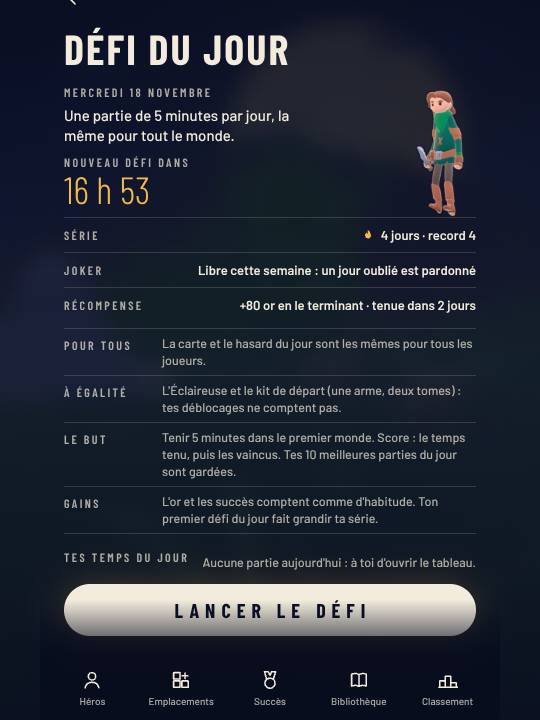 DÉFI DU JOUR
MERCREDI 18 NOVEMBRE
Une partie de 5 minutes par jour, la
même pour tout le monde.
NOUVEAU DÉFI DANS
16 h 53
SÉRIE 4 jours · record 4
JOKER Libre cette semaine : un jour oublié est pardonné
RÉCOMPENSE +80 or en le terminant · tenue dans 2 jours
POUR TOUS La carte et le hasard du jour sont les mêmes pour tous les
joueurs.
À ÉGALITÉ L'Éclaireuse et le kit de départ (une arme, deux tomes) :
tes déblocages ne comptent pas.
LE BUT Tenir 5 minutes dans le premier monde. Score : le temps
tenu, puis les vaincus. Tes 10 meilleures parties du jour
sont gardées.
GAINS L'or et les succès comptent comme d'habitude. Ton
premier défi du jour fait grandir ta série.
TES TEMPS DU JOUR Aucune partie aujourd'hui : à toi d'ouvrir le tableau.
LANCER LE DÉFI
Héros Emplacements Succès Bibliothèque Classement